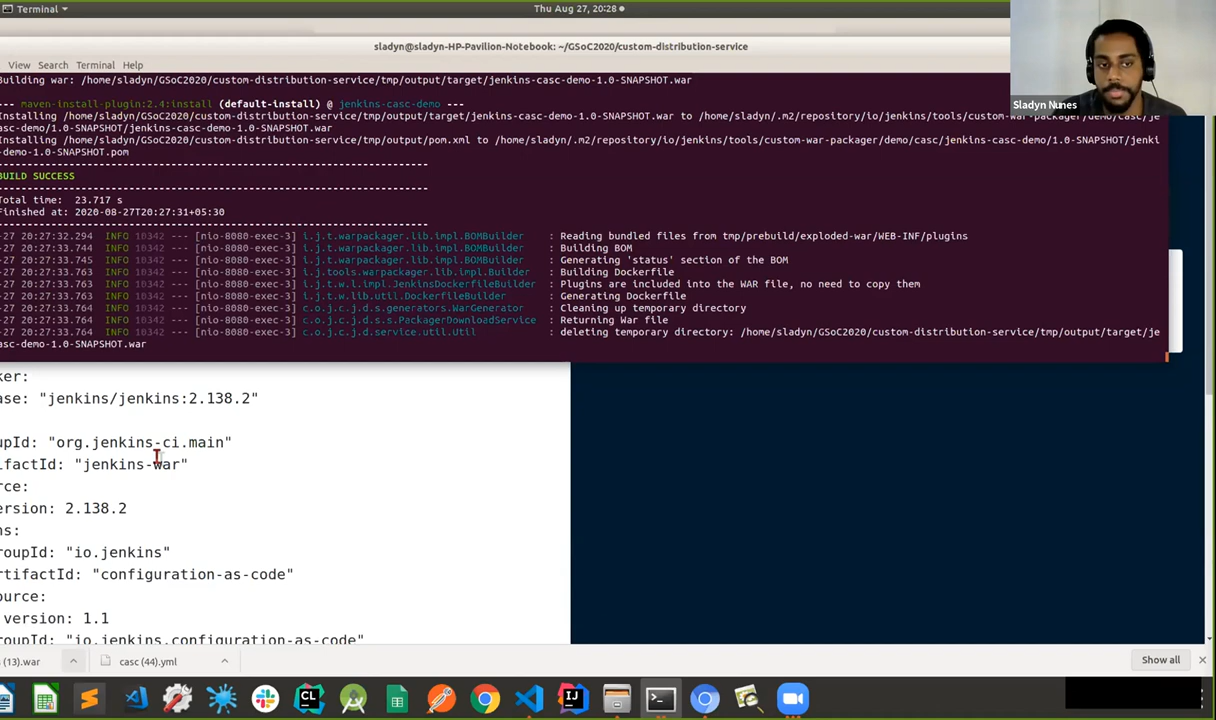 Terminal
Thu Aug 27, 20:28
sladyn@sladyn-HP-Pavilion-Notebook: ~/GSoC2020/custom-distribution-service
View Search Terminal Help
Building war: /home/sladyn/GSoC2020/custom-distribution-service/tmp/output/target/jenkins-casc-demo-1.0-SNAPSHOT.war
--- maven-install-plugin:2.4:install (default-install) @ jenkins-casc-demo ---
Installing /home/sladyn/GSoC2020/custom-distribution-service/tmp/output/target/jenkins-casc-demo-1.0-SNAPSHOT.war to /home/sladyn/.m2/repository/io/jenkins/tools/custom-war-packager/demo/casc/je
asc-demo/1.0-SNAPSHOT/jenkins-casc-demo-1.0-SNAPSHOT.war
Installing /home/sladyn/GSoC2020/custom-distribution-service/tmp/output/pom.xml to /home/sladyn/.m2/repository/io/jenkins/tools/custom-war-packager/demo/casc/jenkins-casc-demo/1.0-SNAPSHOT/jenki
-demo-1.0-SNAPSHOT.pom
------------------------------------------------------------------------
BUILD SUCCESS
------------------------------------------------------------------------
Total time:  23.717 s
Finished at: 2020-08-27T20:27:31+05:30
------------------------------------------------------------------------
-27 20:27:32.294  INFO 10342 --- [nio-8080-exec-3] i.j.t.warpackager.lib.impl.BOMBuilder    : Reading bundled files from tmp/prebuild/exploded-war/WEB-INF/plugins
-27 20:27:33.744  INFO 10342 --- [nio-8080-exec-3] i.j.t.warpackager.lib.impl.BOMBuilder    : Building BOM
-27 20:27:33.745  INFO 10342 --- [nio-8080-exec-3] i.j.t.warpackager.lib.impl.BOMBuilder    : Generating 'status' section of the BOM
-27 20:27:33.763  INFO 10342 --- [nio-8080-exec-3] i.j.tools.warpackager.lib.impl.Builder   : Building Dockerfile
-27 20:27:33.763  INFO 10342 --- [nio-8080-exec-3] i.j.t.w.l.impl.JenkinsDockerfileBuilder  : Plugins are included into the WAR file, no need to copy them
-27 20:27:33.763  INFO 10342 --- [nio-8080-exec-3] i.j.t.w.lib.util.DockerfileBuilder       : Generating Dockerfile
-27 20:27:33.764  INFO 10342 --- [nio-8080-exec-3] c.o.j.c.j.d.s.generators.WarGenerator    : Cleaning up temporary directory
-27 20:27:33.764  INFO 10342 --- [nio-8080-exec-3] c.o.j.c.j.d.s.s.PackagerDownloadService  : Returning War file
-27 20:27:33.764  INFO 10342 --- [nio-8080-exec-3] c.o.j.c.j.d.service.util.Util            : deleting temporary directory: /home/sladyn/GSoC2020/custom-distribution-service/tmp/output/target/je
asc-demo-1.0-SNAPSHOT.war
Sladyn Nunes
ker:
ase: "jenkins/jenkins:2.138.2"
upId: "org.jenkins-ci.main"
ifactId: "jenkins-war"
rce:
ersion: 2.138.2
ns:
roupId: "io.jenkins"
rtifactId: "configuration-as-code"
ource:
version: 1.1
roupId: "io.jenkins.configuration-as-code"
(13).war
casc (44).yml
Show all